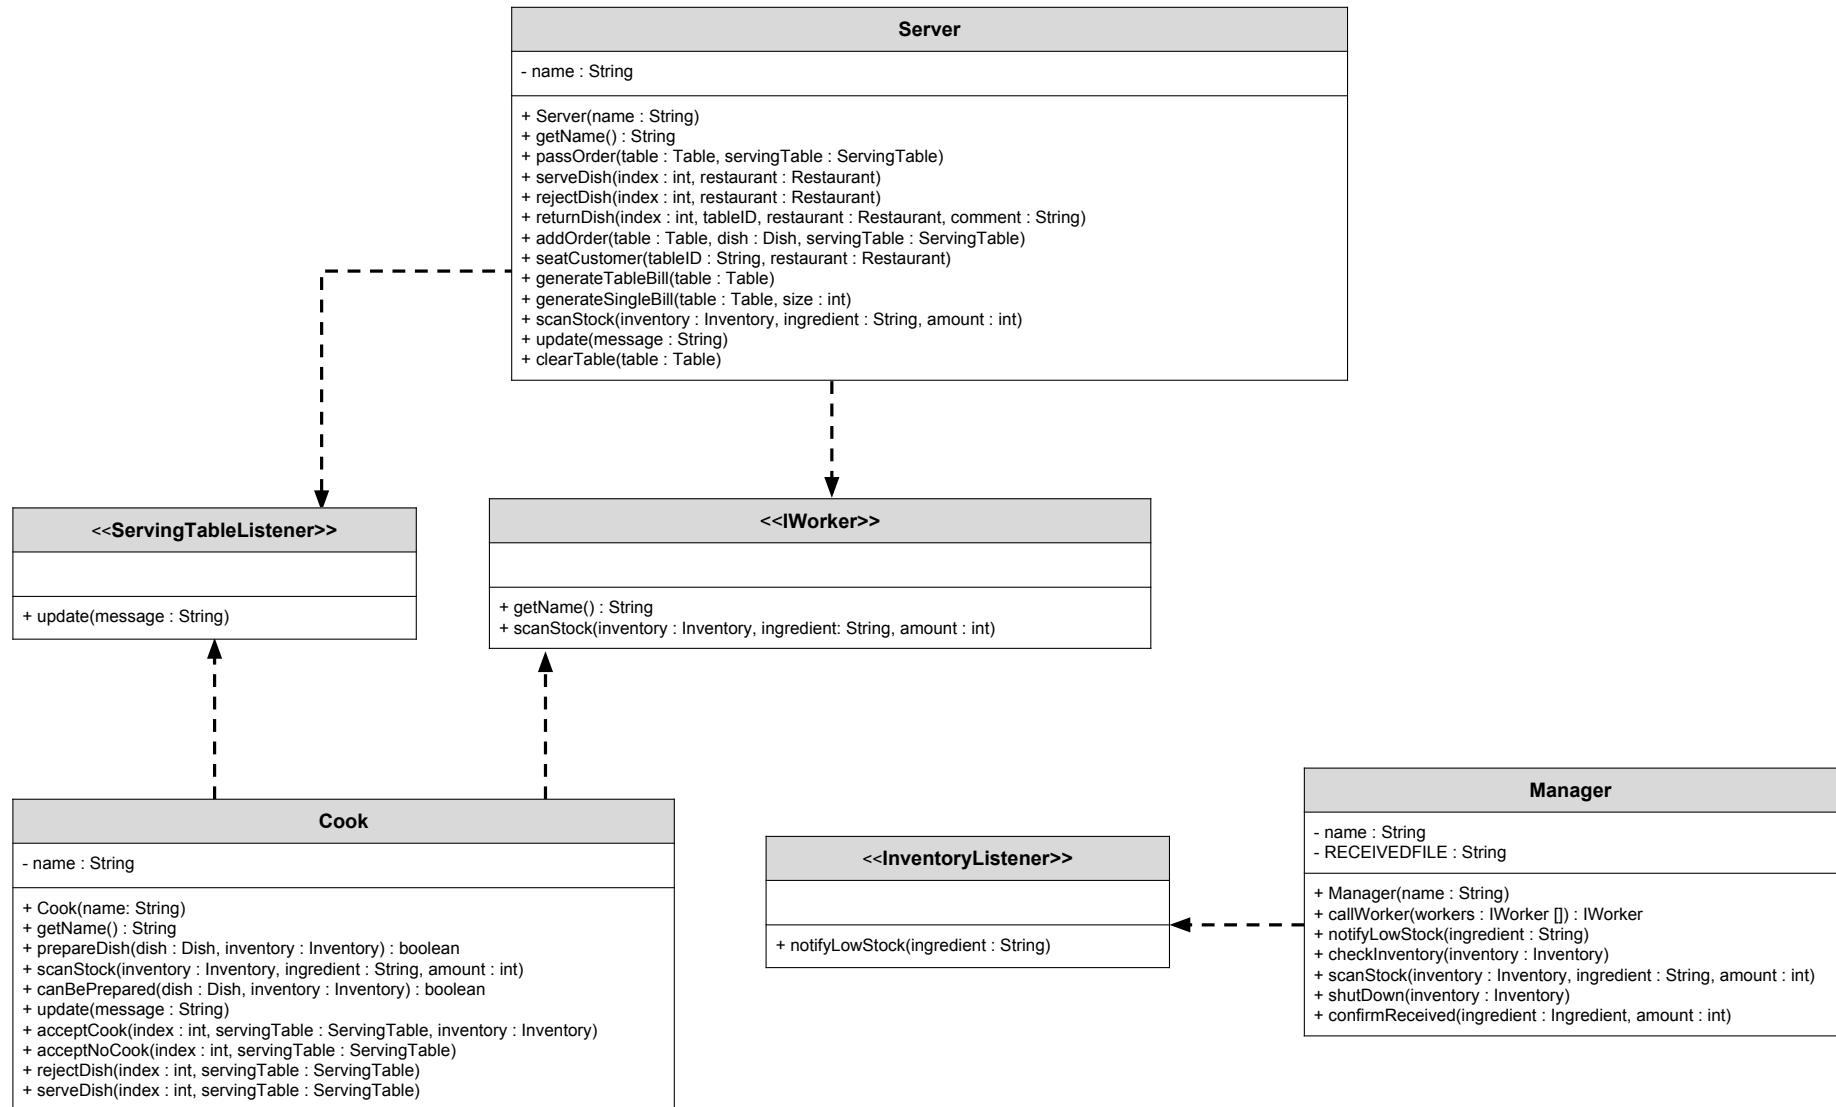 Server
- name : String
+ Server(name : String)
+ getName() : String
+ passOrder(table : Table, servingTable : ServingTable)
+ serveDish(index : int, restaurant : Restaurant)
+ rejectDish(index : int, restaurant : Restaurant)
+ returnDish(index : int, tableID, restaurant : Restaurant, comment : String)
+ addOrder(table : Table, dish : Dish, servingTable : ServingTable)
+ seatCustomer(tableID : String, restaurant : Restaurant)
+ generateTableBill(table : Table)
+ generateSingleBill(table : Table, size : int)
+ scanStock(inventory : Inventory, ingredient : String, amount : int)
+ update(message : String)
+ clearTable(table : Table)
<<ServingTableListener>>
+ update(message : String)
<<IWorker>>
+ getName() : String
+ scanStock(inventory : Inventory, ingredient: String, amount : int)
Cook
- name : String
+ Cook(name: String)
+ getName() : String
+ prepareDish(dish : Dish, inventory : Inventory) : boolean
+ scanStock(inventory : Inventory, ingredient : String, amount : int)
+ canBePrepared(dish : Dish, inventory : Inventory) : boolean
+ update(message : String)
+ acceptCook(index : int, servingTable : ServingTable, inventory : Inventory)
+ acceptNoCook(index : int, servingTable : ServingTable)
+ rejectDish(index : int, servingTable : ServingTable)
+ serveDish(index : int, servingTable : ServingTable)
<<InventoryListener>>
+ notifyLowStock(ingredient : String)
Manager
- name : String
- RECEIVEDFILE : String
+ Manager(name : String)
+ callWorker(workers : IWorker []) : IWorker
+ notifyLowStock(ingredient : String)
+ checkInventory(inventory : Inventory)
+ scanStock(inventory : Inventory, ingredient : String, amount : int)
+ shutDown(inventory : Inventory)
+ confirmReceived(ingredient : Ingredient, amount : int)